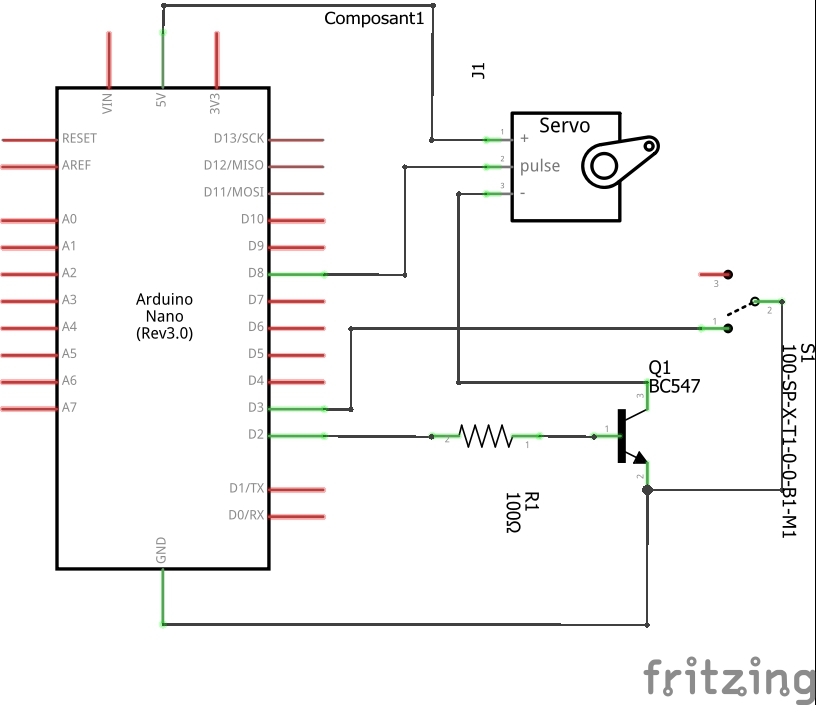 Composant1
J1
VIN
5V
3V3
Servo
RESET
D13/SCK
1
+
AREF
D12/MISO
2
pulse
D11/MOSI
3
-
A0
D10
A1
D9
A2
D8
3
A3
Arduino
Nano
(Rev3.0)
D7
2
A4
D6
1
A5
D5
S1
100-SP-X-T1-0-0-B1-M1
Q1
BC547
A6
D4
3
A7
D3
D2
2
1
1
2
R1
100Ω
D1/TX
D0/RX
GND
fritzing